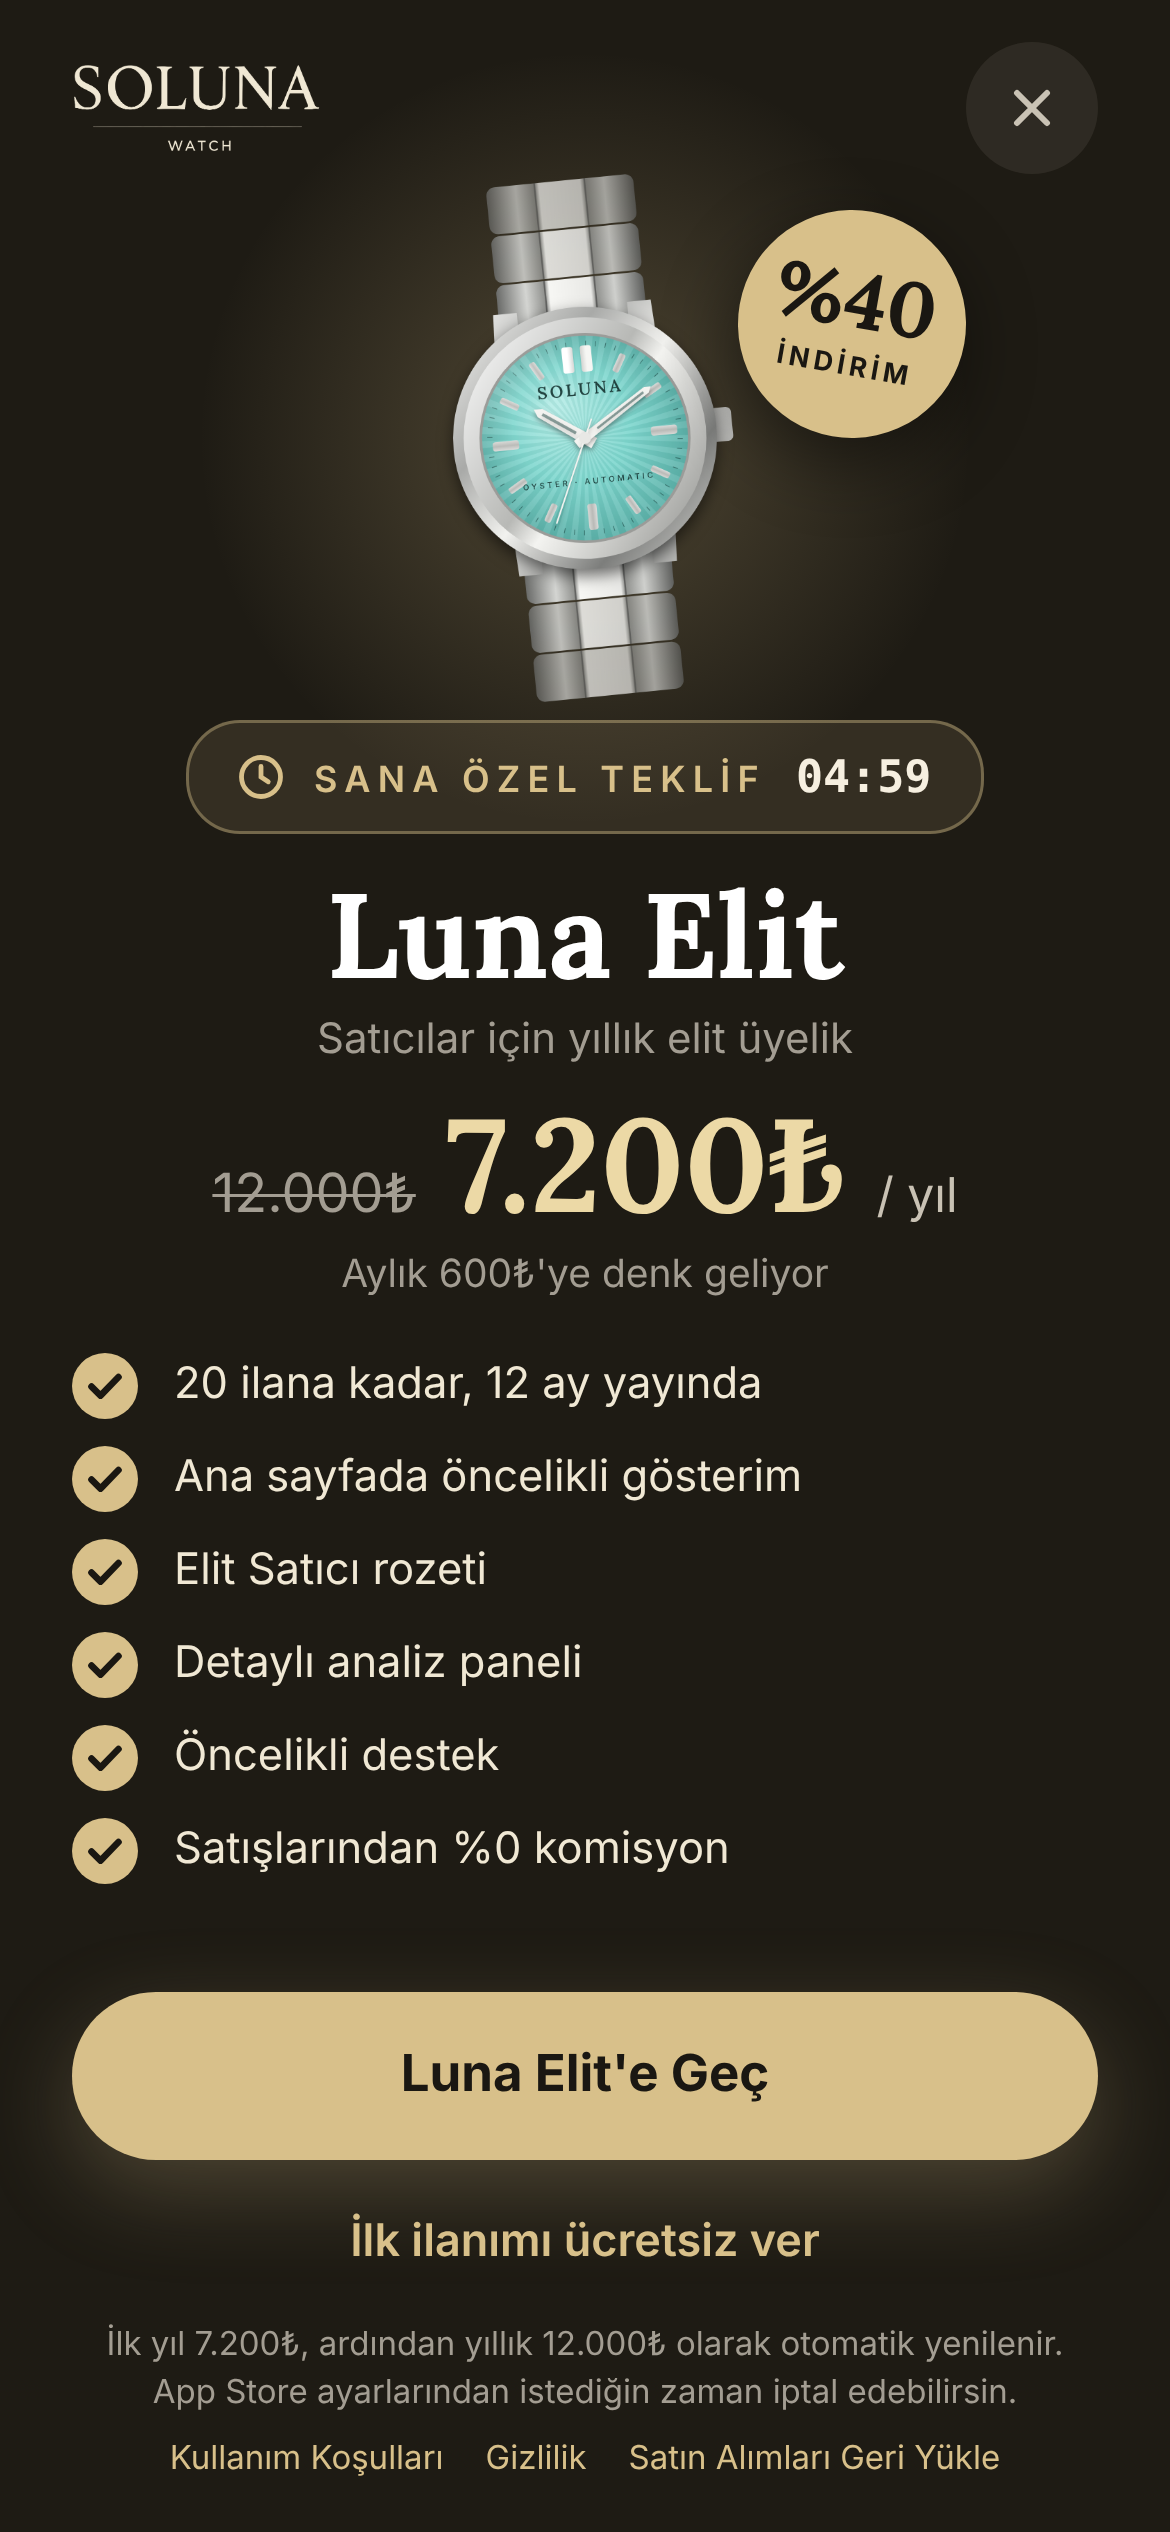 SOLUNA
WATCH
%40
İNDİRİM
SOLUNA
OYSTER · AUTOMATIC
SANA ÖZEL TEKLİF 04:59
Luna Elit
Satıcılar için yıllık elit üyelik
12.000₺ 7.200₺ / yıl
Aylık 600₺'ye denk geliyor
20 ilana kadar, 12 ay yayında
Ana sayfada öncelikli gösterim
Elit Satıcı rozeti
Detaylı analiz paneli
Öncelikli destek
Satışlarından %0 komisyon
Luna Elit'e Geç
İlk ilanımı ücretsiz ver
İlk yıl 7.200₺, ardından yıllık 12.000₺ olarak otomatik yenilenir.
App Store ayarlarından istediğin zaman iptal edebilirsin.
Kullanım Koşulları Gizlilik Satın Alımları Geri Yükle